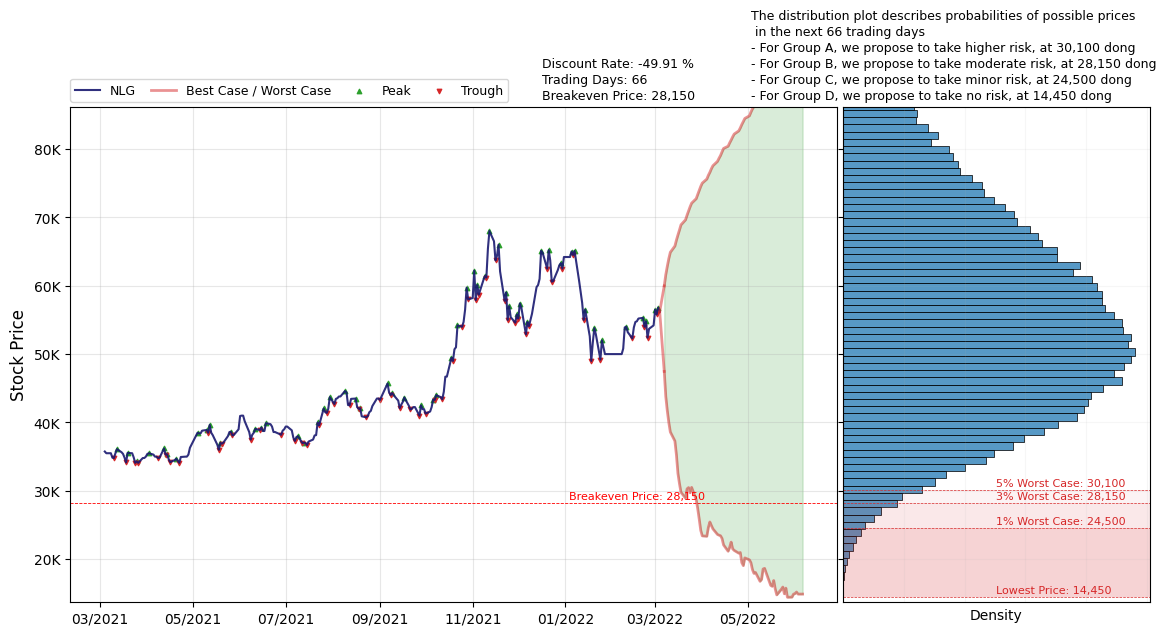 The distribution plot describes probabilities of possible prices
in the next 66 trading days
- For Group A, we propose to take higher risk, at 30,100 dong
- For Group B, we propose to take moderate risk, at 28,150 dong
- For Group C, we propose to take minor risk, at 24,500 dong
- For Group D, we propose to take no risk, at 14,450 dong
Discount Rate: -49.91 %
Trading Days: 66
Breakeven Price: 28,150
NLG
Best Case / Worst Case
Peak
Trough
Stock Price
80K
70K
60K
50K
40K
30K
20K
Breakeven Price: 28,150
5% Worst Case: 30,100
3% Worst Case: 28,150
1% Worst Case: 24,500
Lowest Price: 14,450
03/2021
05/2021
07/2021
09/2021
11/2021
01/2022
03/2022
05/2022
Density